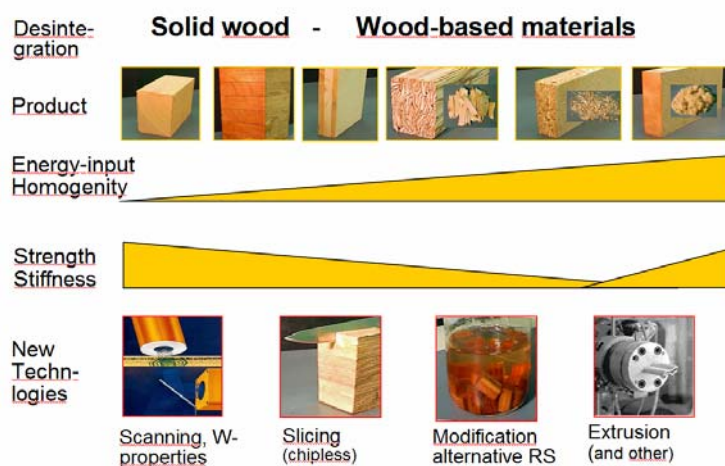 Desinte-
gration
Solid wood - Wood-based materials
Product
Energy-input
Homogenity
Strength
Stiffness
New
Techn-
logies
Scanning, W-
properties
Slicing
(chipless)
Modification
alternative RS
Extrusion
(and other)